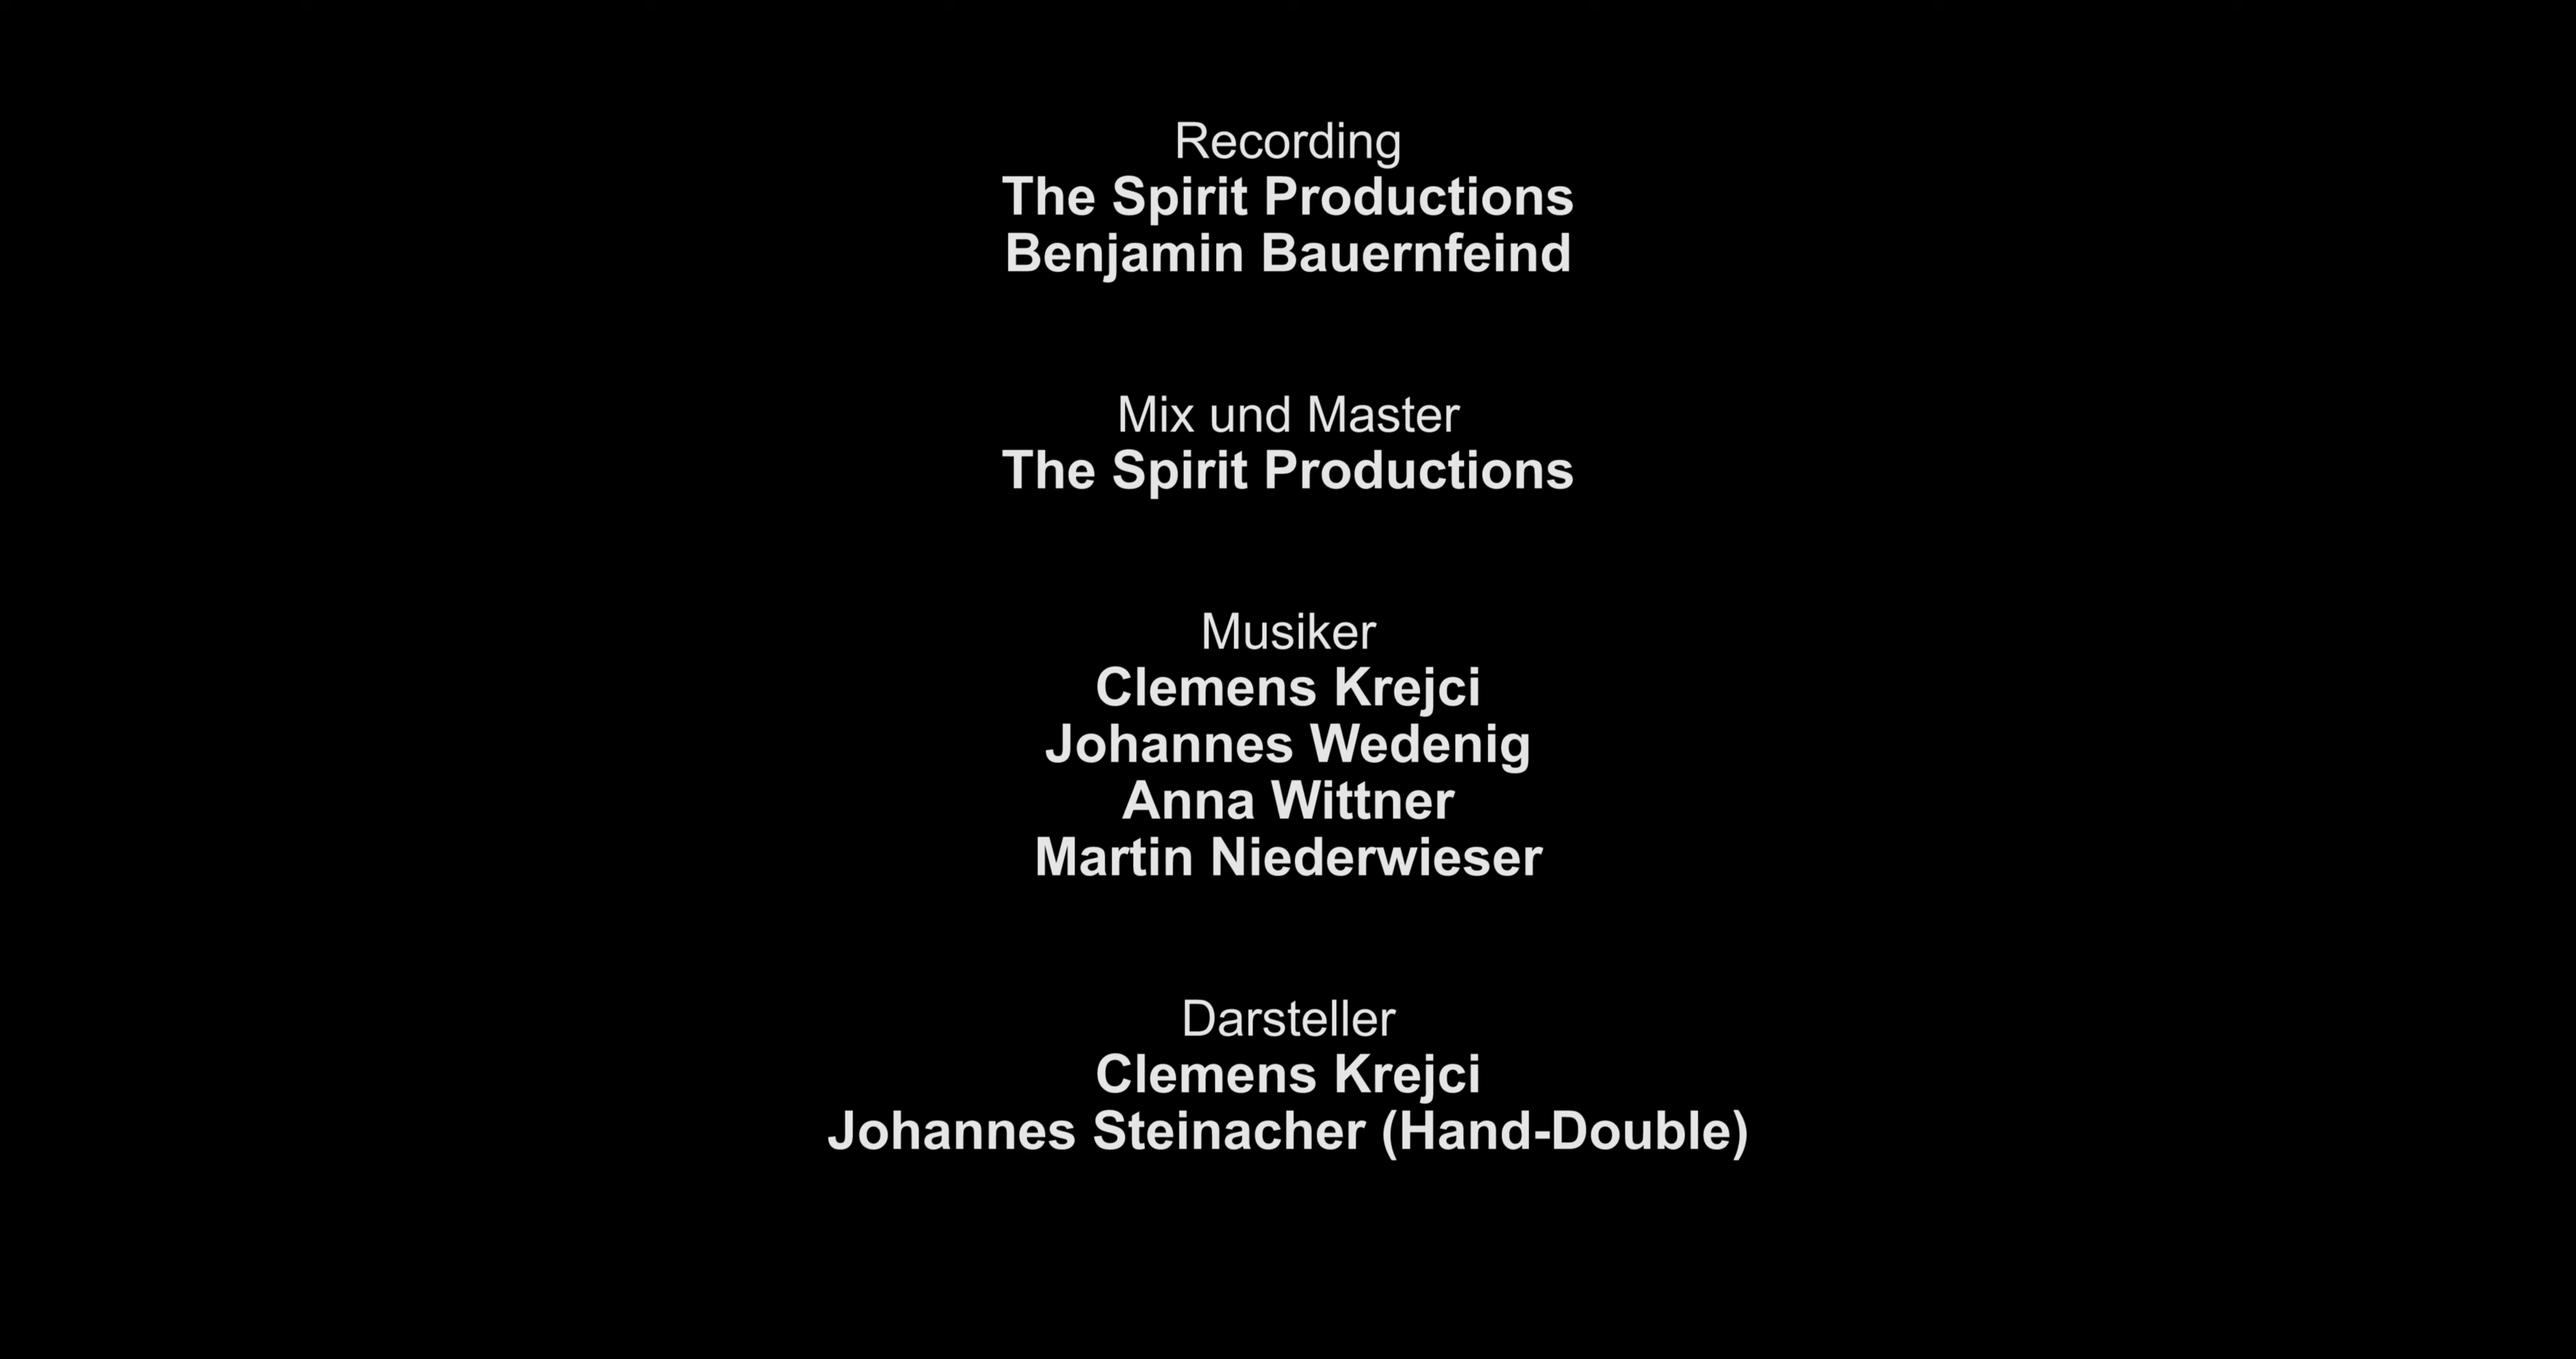 Recording
The Spirit Productions
Benjamin Bauernfeind
Mix und Master
The Spirit Productions
Musiker
Clemens Krejci
Johannes Wedenig
Anna Wittner
Martin Niederwieser
Darsteller
Clemens Krejci
Johannes Steinacher (Hand-Double)